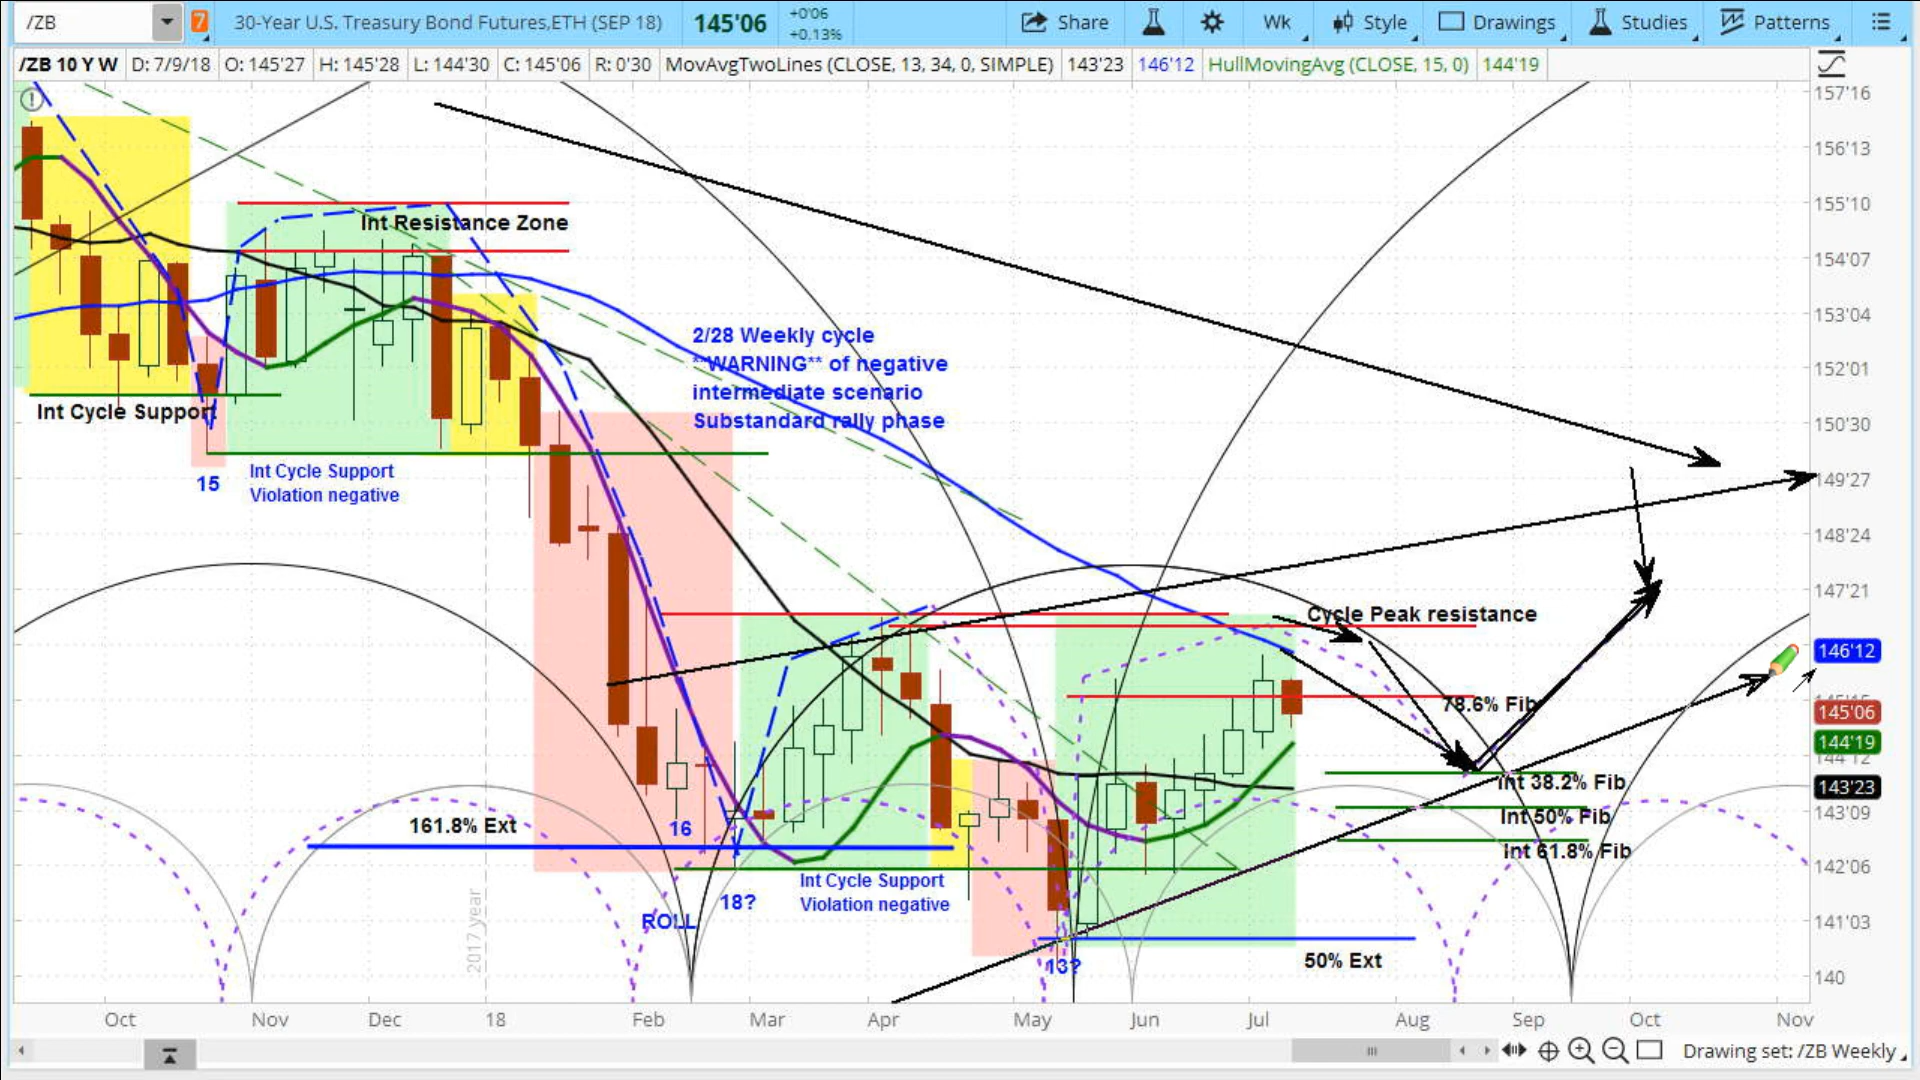 /ZB
7
30-Year U.S. Treasury Bond Futures,ETH (SEP 18)
145'06
+0'06
+0.13%
Share
Wk
Style
Drawings
Studies
Patterns
/ZB 10 Y W
D: 7/9/18
O: 145'27
H: 145'28
L: 144'30
C: 145'06
R: 0'30
MovAvgTwoLines (CLOSE, 13, 34, 0, SIMPLE)
143'23
146'12
HullMovingAvg (CLOSE, 15, 0)
144'19
157'16
156'13
155'10
154'07
153'04
152'01
150'30
149'27
148'24
147'21
146'12
145'06
144'19
144'12
143'23
143'09
142'06
141'03
140
Int Resistance Zone
2/28 Weekly cycle
**WARNING** of negative
intermediate scenario
Substandard rally phase
Int Cycle Support
15
Int Cycle Support
Violation negative
Cycle Peak resistance
78.6% Fib
Int 38.2% Fib
Int 50% Fib
Int 61.8% Fib
161.8% Ext
16
Int Cycle Support
Violation negative
18?
ROLL
13?
50% Ext
2017 year
Oct
Nov
Dec
18
Feb
Mar
Apr
May
Jun
Jul
Aug
Sep
Oct
Nov
Drawing set: /ZB Weekly